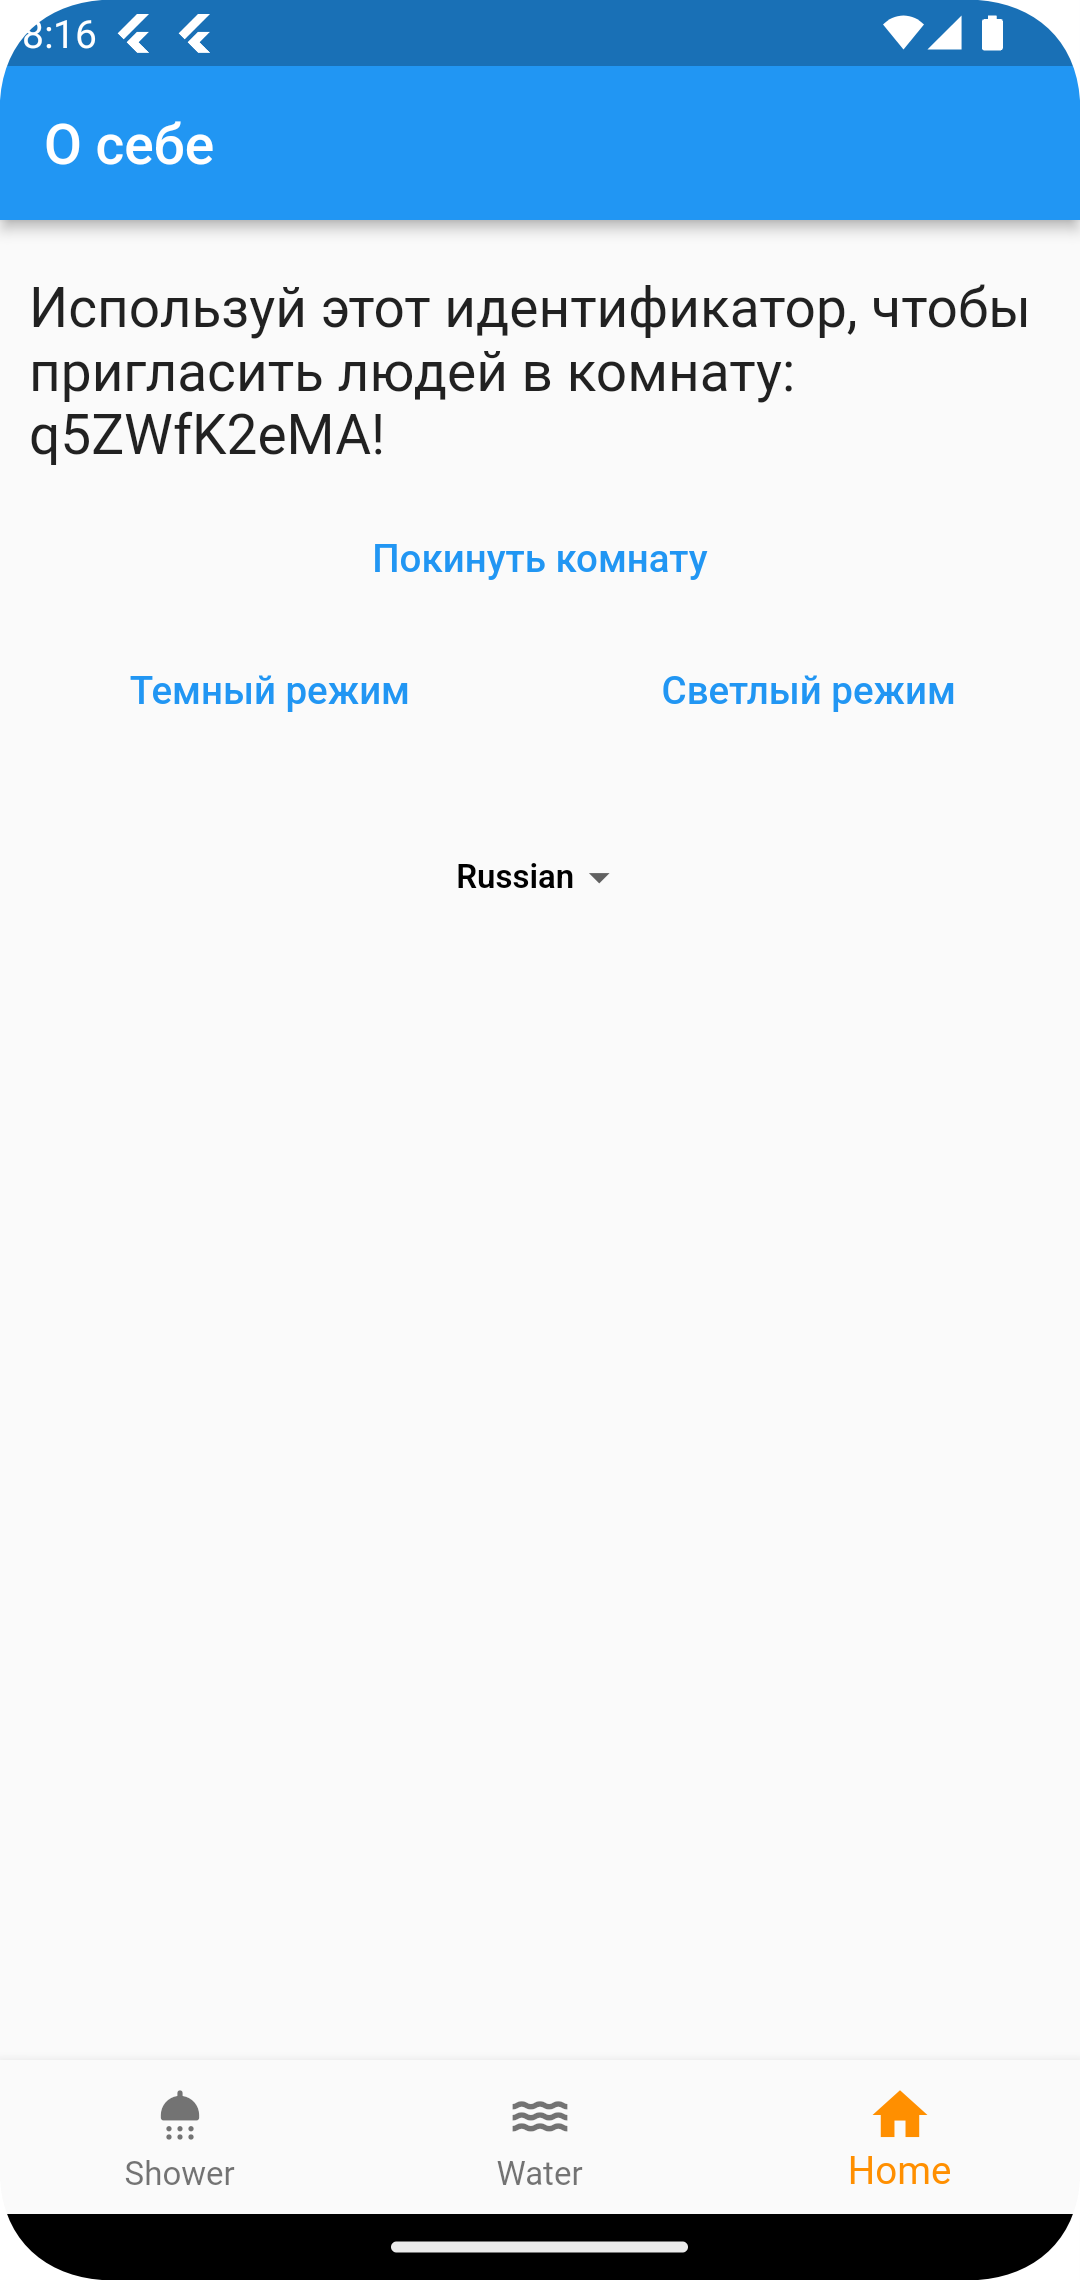 8:16
О себе
Используй этот идентификатор, чтобы
пригласить людей в комнату:
q5ZWfK2eMA!
Покинуть комнату
Темный режим
Светлый режим
Russian
Shower
Water
Home